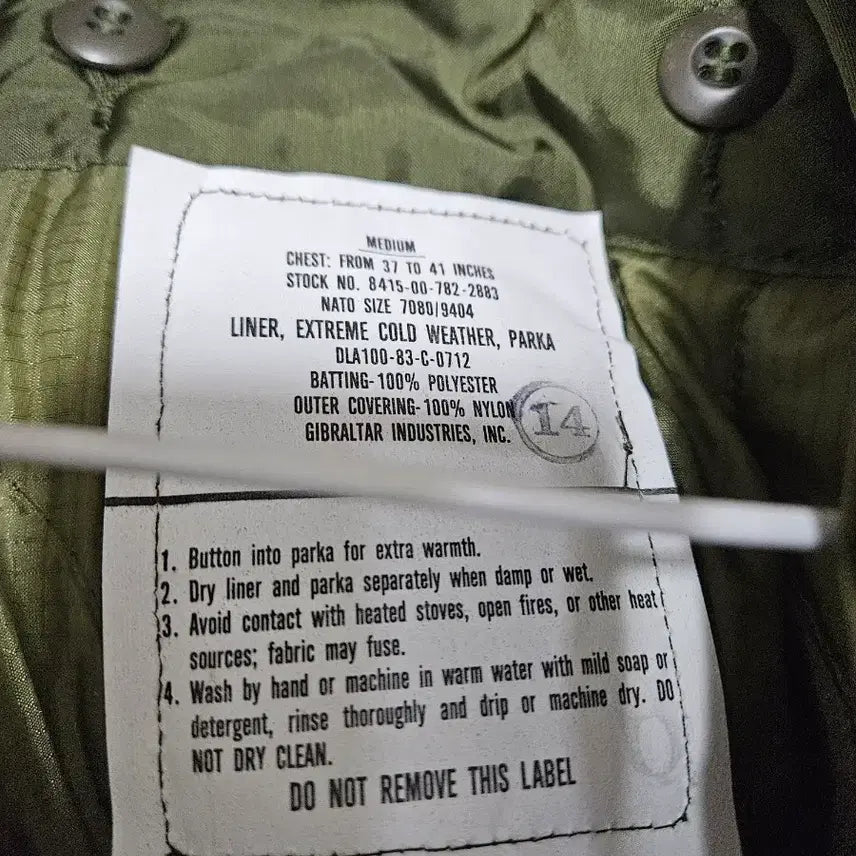 MEDIUM
CHEST: FROM 37 TO 41 INCHES
STOCK NO. 8415-00-782-2883
NATO SIZE 7080/9404
LINER, EXTREME COLD WEATHER, PARKA
DLA100-83-C-0712
BATTING-100% POLYESTER
OUTER COVERING-100% NYLON
14
GIBRALTAR INDUSTRIES, INC.
1. Button into parka for extra warmth.
2. Dry liner and parka separately when damp or wet.
3. Avoid contact with heated stoves, open fires, or other heat
sources; fabric may fuse.
4. Wash by hand or machine in warm water with mild soap or
detergent, rinse thoroughly and drip or machine dry. DO
NOT DRY CLEAN.
DO NOT REMOVE THIS LABEL